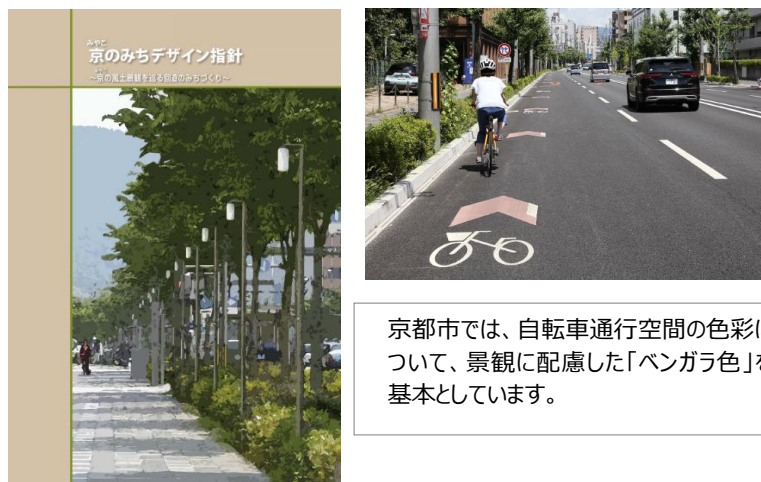 みやこ
京のみちデザイン指針
～京の風土景観を巡る創造のみちづくり～
京都市では、自転車通行空間の色彩に
ついて、景観に配慮した「ベンガラ色」を
基本としています。